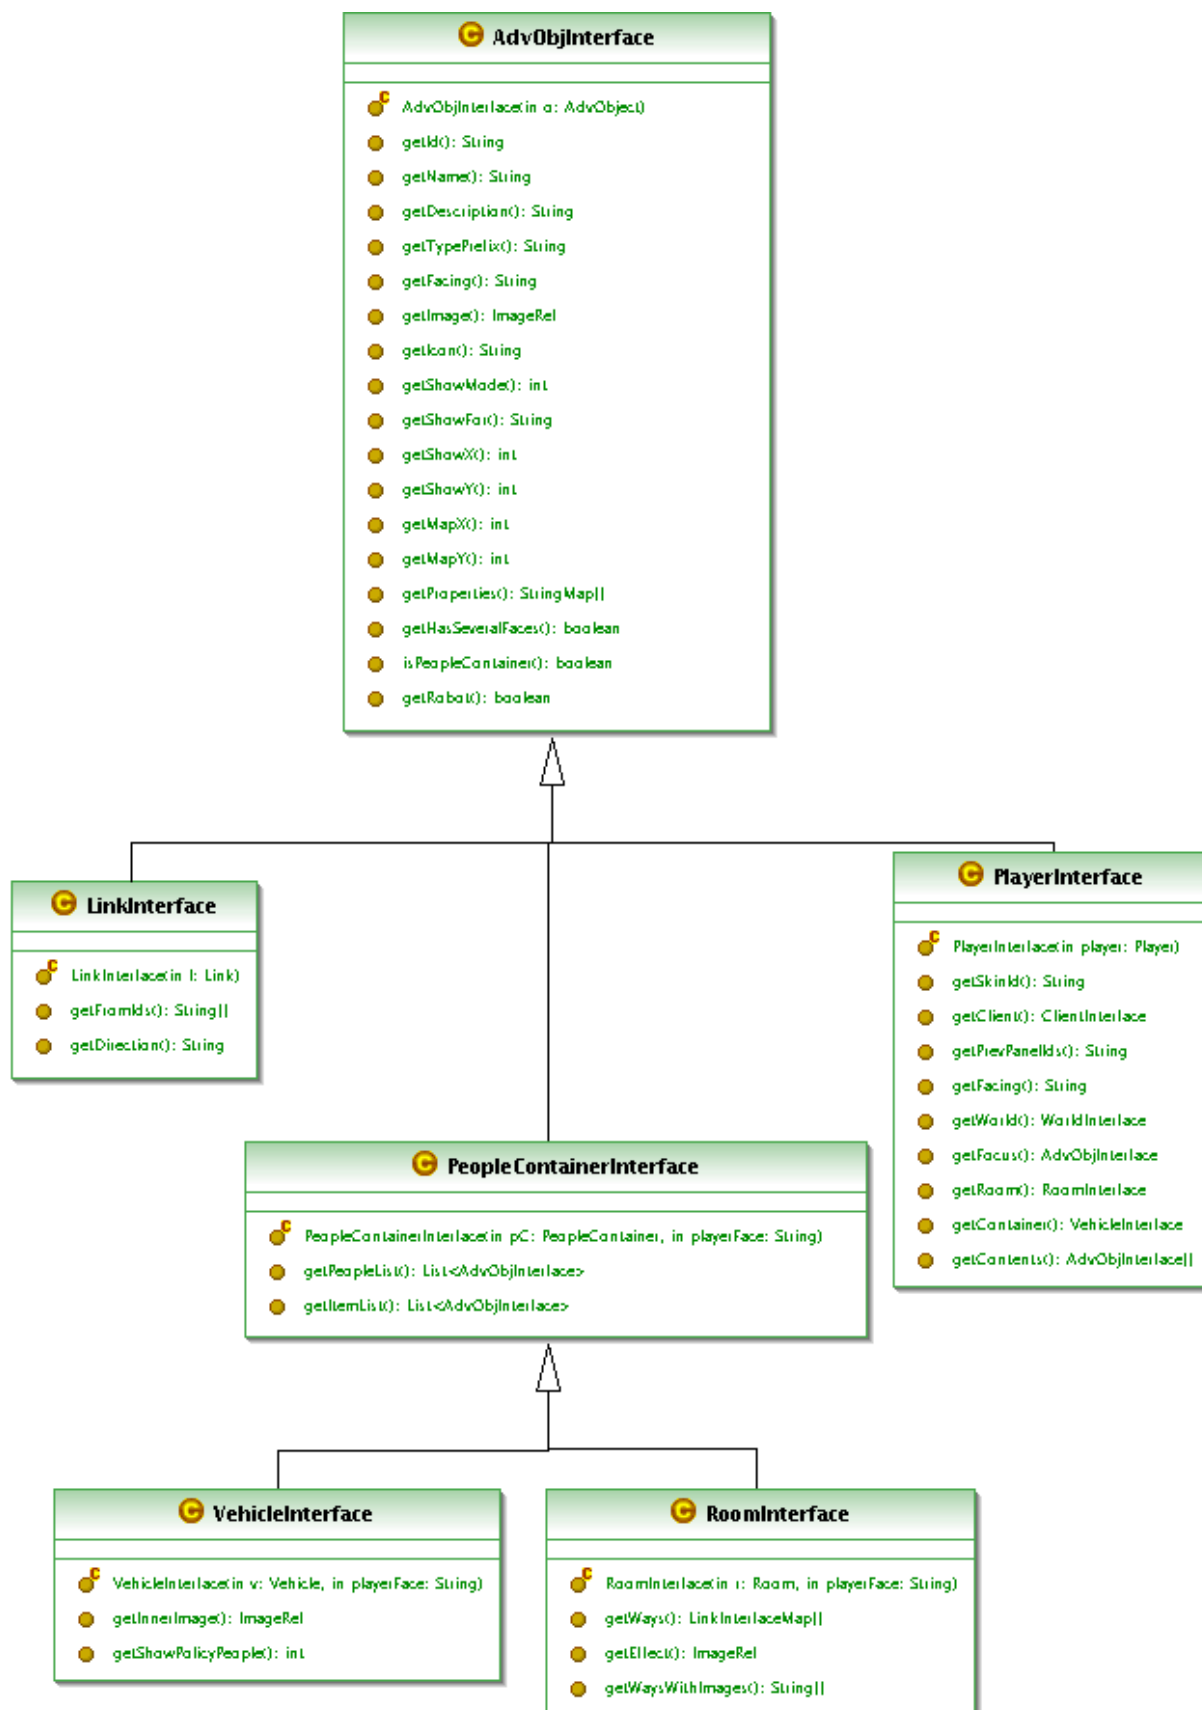 AdvObjInterface
AdvObjInterface(in o: AdvObject)
getId(): String
getName(): String
getDescription(): String
getTypePrefix(): String
getFacing(): String
getImage(): ImageRef
getIcon(): String
getShowMode(): int
getShowFor(): String
getShowX(): int
getShowY(): int
getMapX(): int
getMapY(): int
getProperties(): StringMap[]
getHasSeveralFaces(): boolean
isPeopleContainer(): boolean
getRobot(): boolean
LinkInterface
LinkInterface(in l: Link)
getFromIds(): String[]
getDirection(): String
PlayerInterface
PlayerInterface(in player: Player)
getSkinId(): String
getClient(): ClientInterface
getPrevPanelIds(): String
getFacing(): String
getWorld(): WorldInterface
getFocus(): AdvObjInterface
getRoom(): RoomInterface
getContainer(): VehicleInterface
getContents(): AdvObjInterface[]
PeopleContainerInterface
PeopleContainerInterface(in pC: PeopleContainer, in playerFace: String)
getPeopleList(): List<AdvObjInterface>
getItemList(): List<AdvObjInterface>
VehicleInterface
VehicleInterface(in v: Vehicle, in playerFace: String)
getInnerImage(): ImageRef
getShowPolicyPeople(): int
RoomInterface
RoomInterface(in r: Room, in playerFace: String)
getWays(): LinkInterfaceMap[]
getEffect(): ImageRef
getWaysWithImages(): String[]